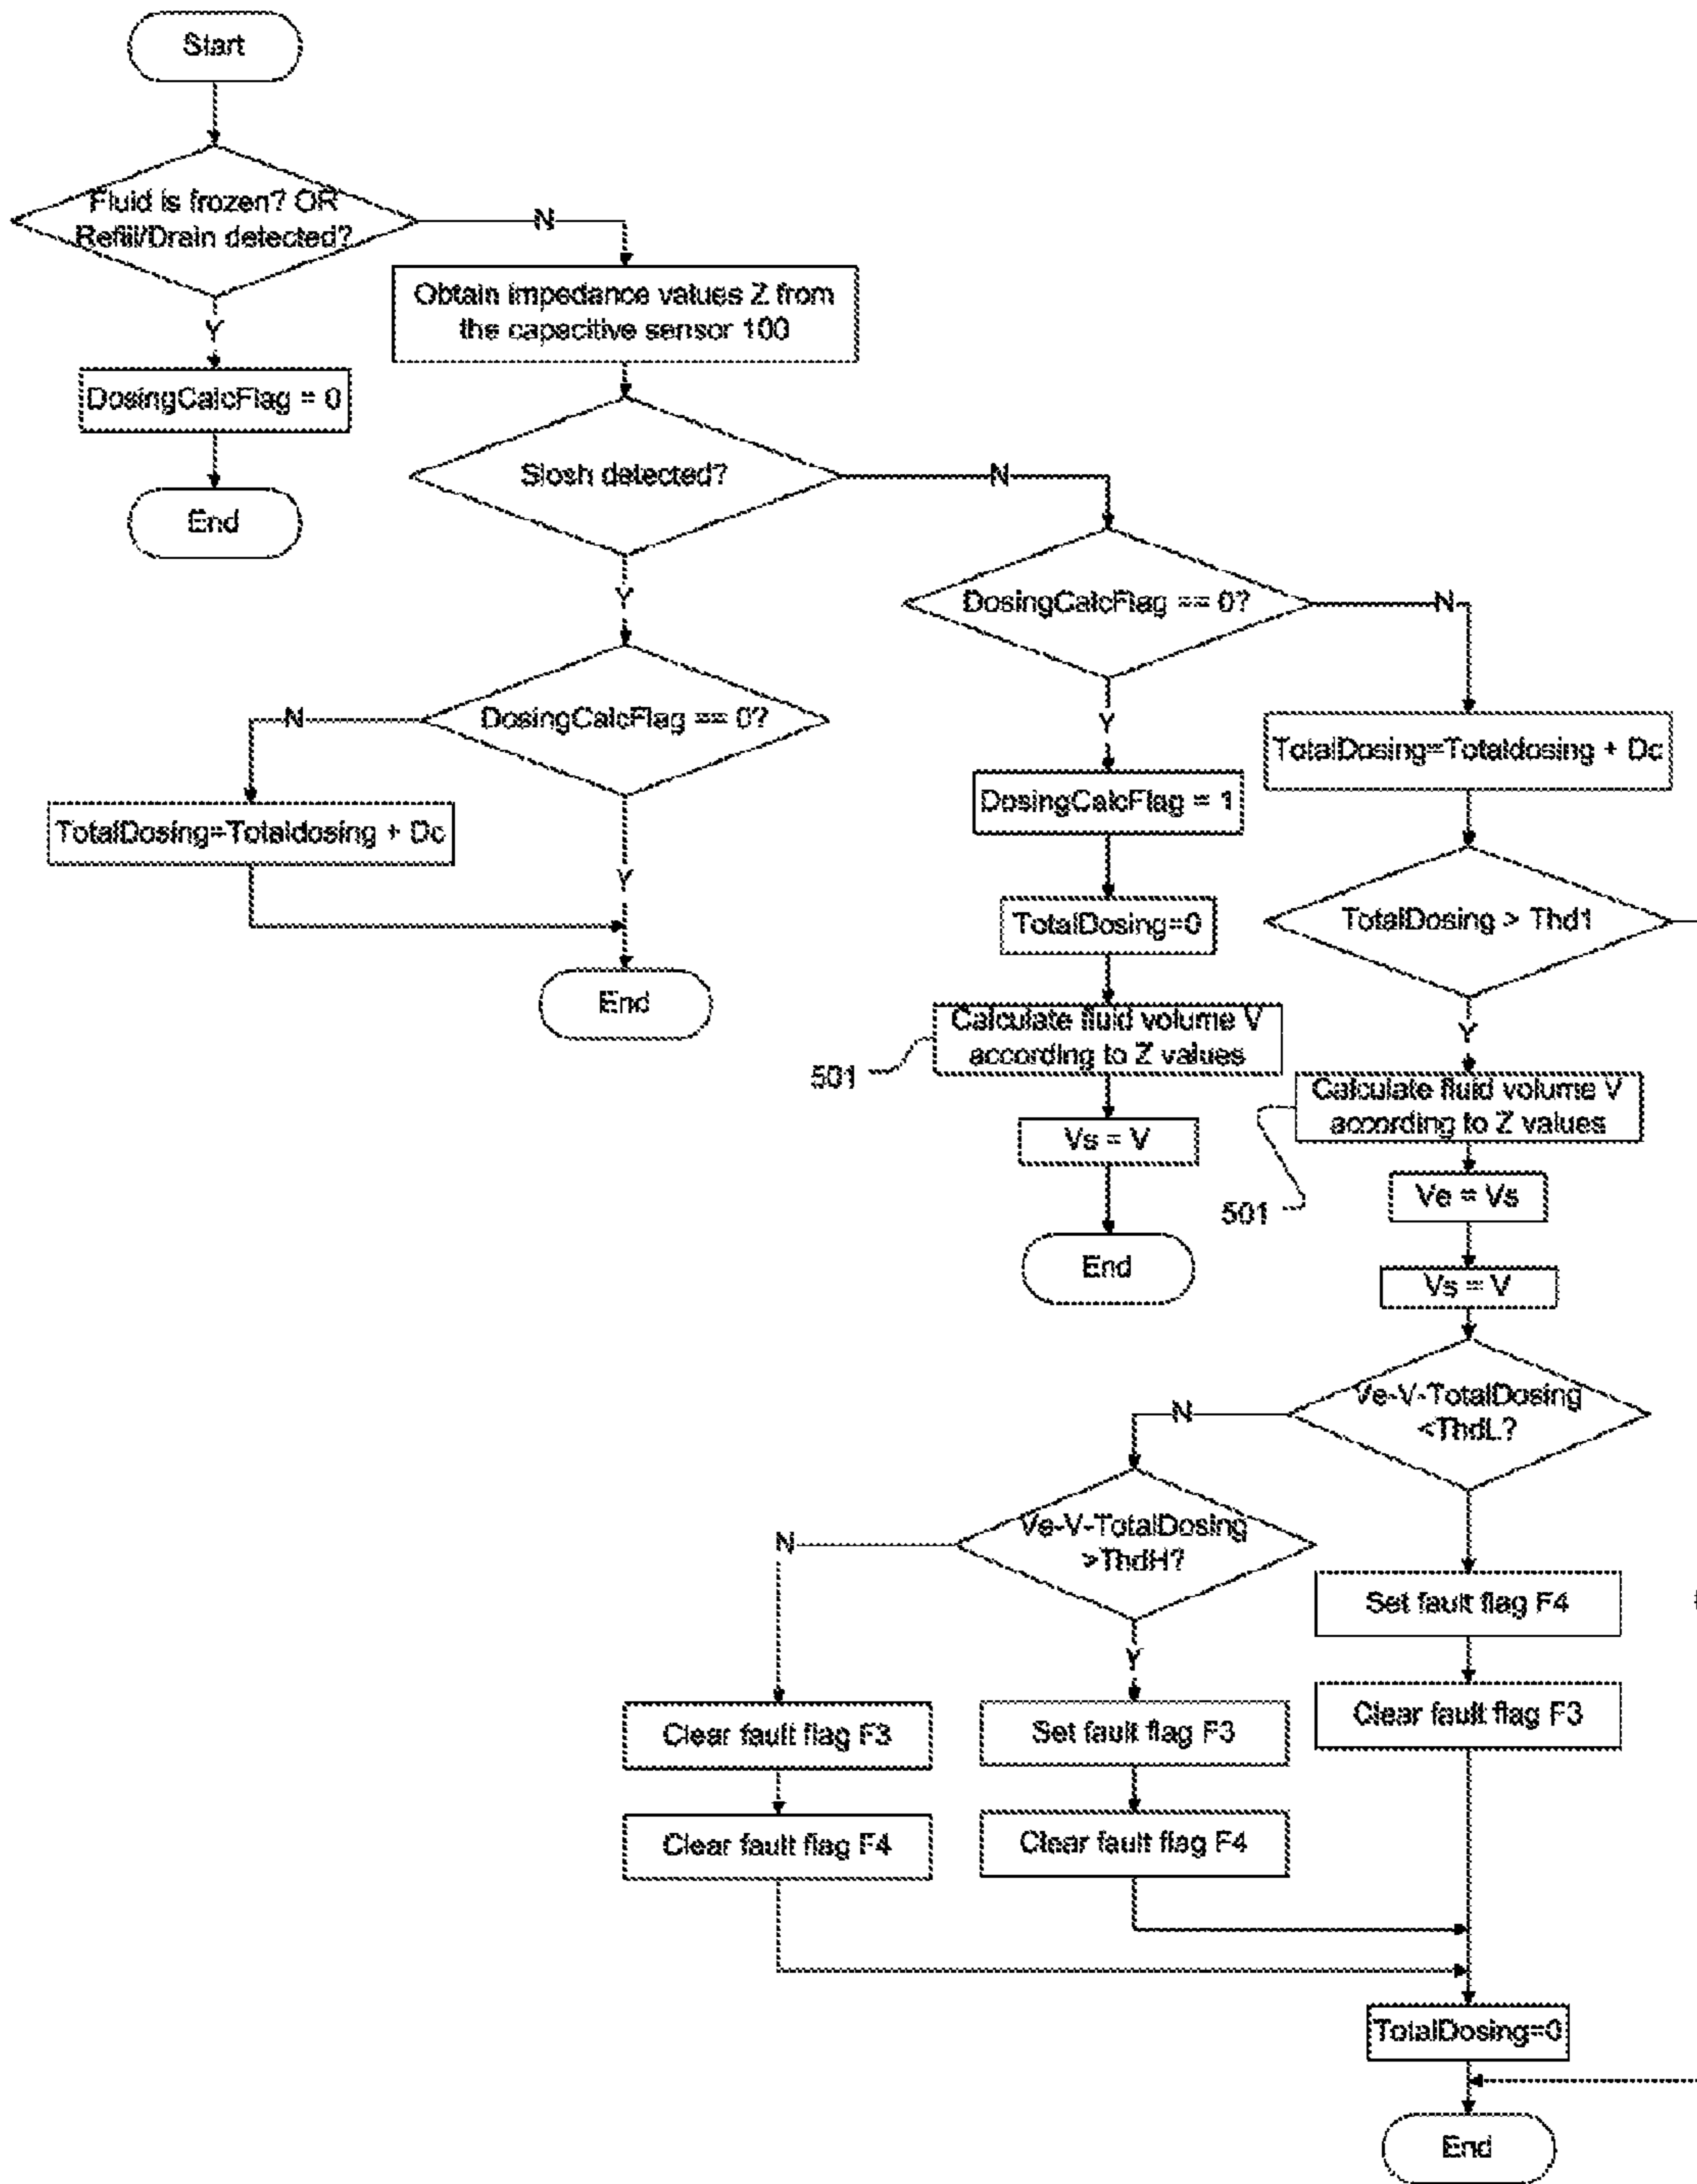 Start
Fluid is frozen? OR
Refill/Drain detected?
N
Y
Obtain impedance values Z from
the capacitive sensor 100
DosingCalcFlag = 0
End
Slosh detected?
N
Y
DosingCalcFlag == 0?
N
Y
DosingCalcFlag == 0?
N
Y
TotalDosing=Totaldosing + Dc
End
DosingCalcFlag = 1
TotalDosing=0
Calculate fluid volume V
according to Z values
501
Vs = V
End
TotalDosing=Totaldosing + Dc
TotalDosing > Thd1
Y
Calculate fluid volume V
according to Z values
501
Ve = Vs
Vs = V
Ve-V-TotalDosing
<ThdL?
N
Ve-V-TotalDosing
>ThdH?
N
Y
Set fault flag F4
Clear fault flag F3
Set fault flag F3
Clear fault flag F4
Clear fault flag F3
Clear fault flag F4
TotalDosing=0
End